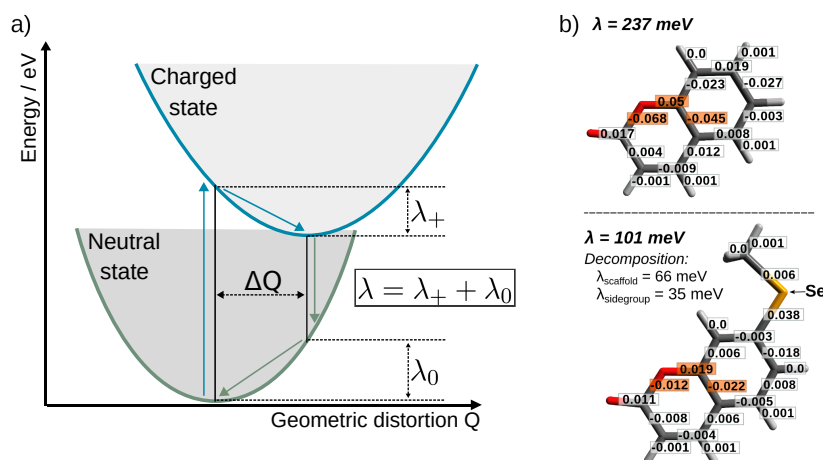 a)
Energy / eV
Charged
state
Neutral
state
ΔQ
λ+
λ = λ+ + λ0
λ0
Geometric distortion Q
b)
λ = 237 meV
0.0
0.001
0.019
-0.023
-0.027
0.05
-0.068
-0.045
-0.003
0.017
0.008
0.004
0.012
0.001
-0.009
-0.001
0.001
λ = 101 meV
Decomposition:
λscaffold = 66 meV
λsidegroup = 35 meV
0.0
0.001
0.006
Se
0.038
0.0
-0.003
0.006
-0.018
0.019
0.0
-0.012
-0.022
0.008
0.011
-0.005
-0.008
0.006
0.001
-0.004
-0.001
0.001